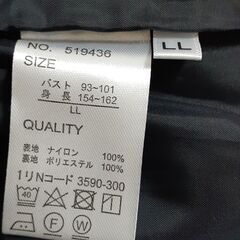 NO. 519436
SIZE
バスト 93~101
身長 154~162
LL
QUALITY
表地 ナイロン 100%
裏地 ポリエステル 100%
1リNコード 3590-300
40
P W
LL